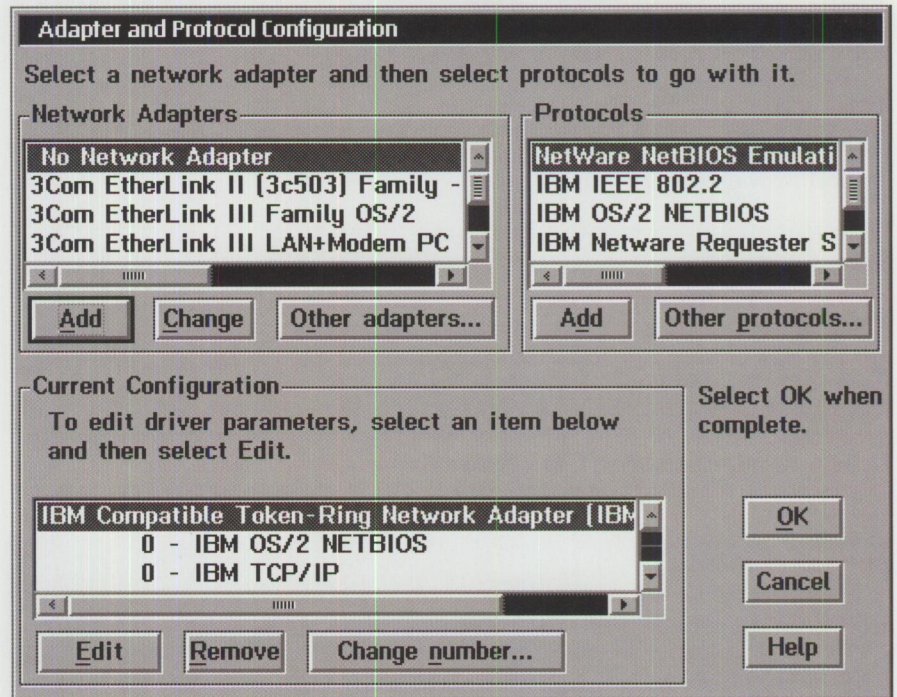 Adapter and Protocol Configuration
Select a network adapter and then select protocols to go with it.
Network Adapters
No Network Adapter
3Com EtherLink II (3c503) Family -
3Com EtherLink III Family OS/2
3Com EtherLink III LAN+Modem PC
Add
Change
Other adapters...
Protocols
NetWare NetBIOS Emulati
IBM IEEE 802.2
IBM OS/2 NETBIOS
IBM Netware Requester S
Add
Other protocols...
Current Configuration
To edit driver parameters, select an item below
and then select Edit.
IBM Compatible Token-Ring Network Adapter (IBM
0 - IBM OS/2 NETBIOS
0 - IBM TCP/IP
Edit
Remove
Change number...
Select OK when
complete.
OK
Cancel
Help